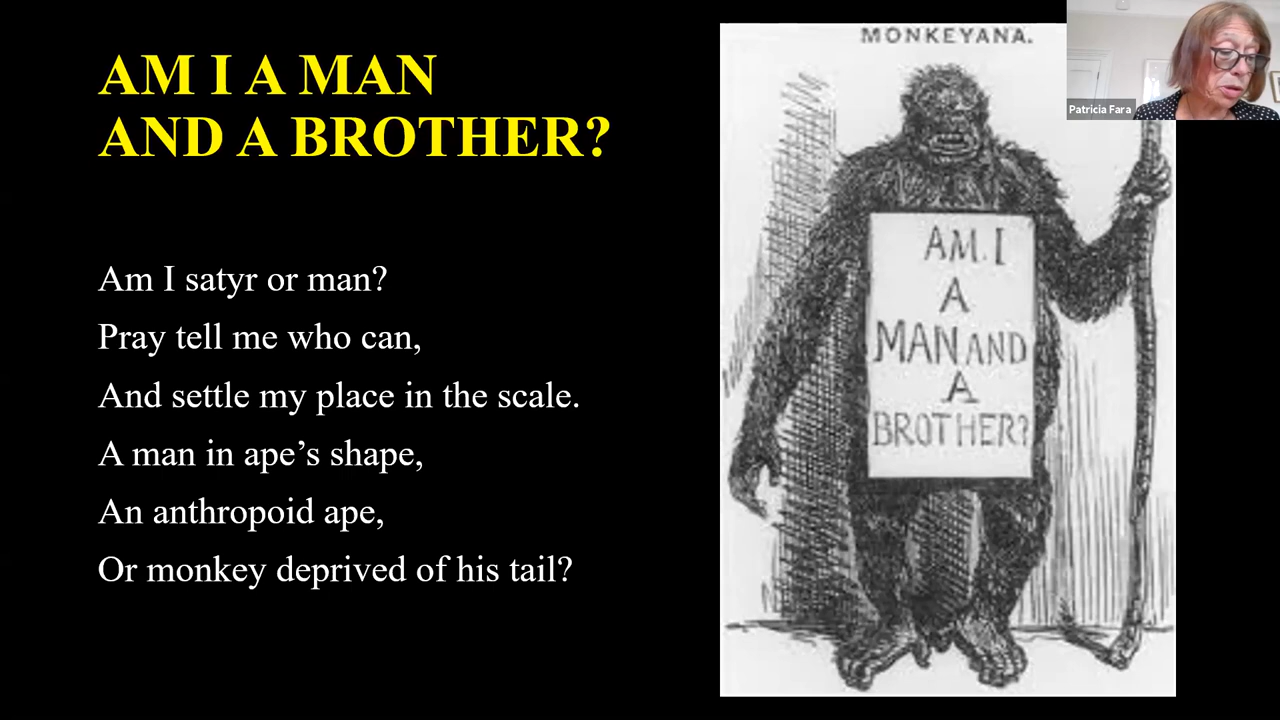 AM I A MAN
AND A BROTHER?
Am I satyr or man?
Pray tell me who can,
And settle my place in the scale.
A man in ape’s shape,
An anthropoid ape,
Or monkey deprived of his tail?
MONKEYANA.
AM I
A
MAN AND
A
BROTHER?
Patricia Fara